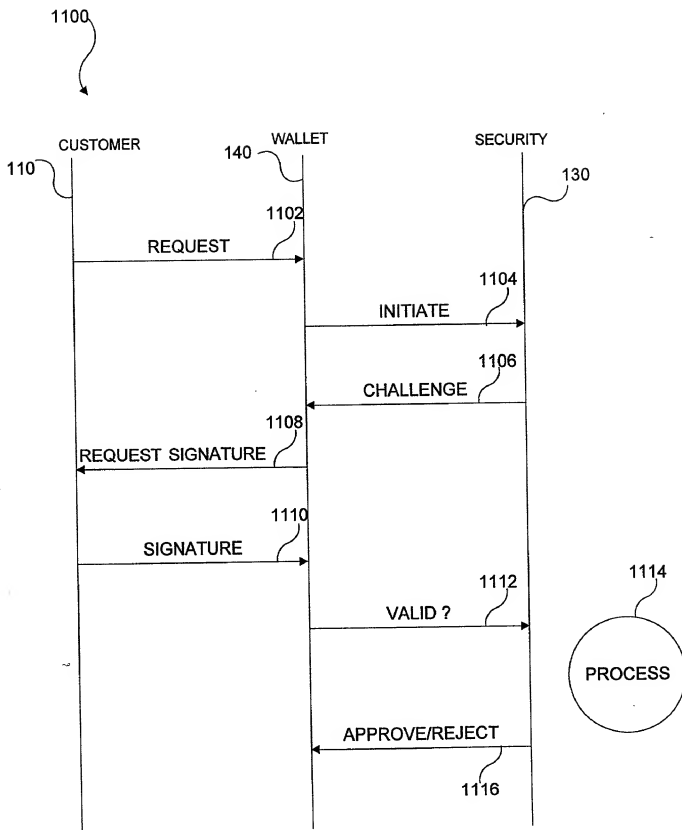 1100
CUSTOMER
WALLET
SECURITY
110
140
130
1102
REQUEST
1104
INITIATE
1106
CHALLENGE
1108
REQUEST SIGNATURE
1110
SIGNATURE
1112
VALID ?
1114
PROCESS
APPROVE/REJECT
1116